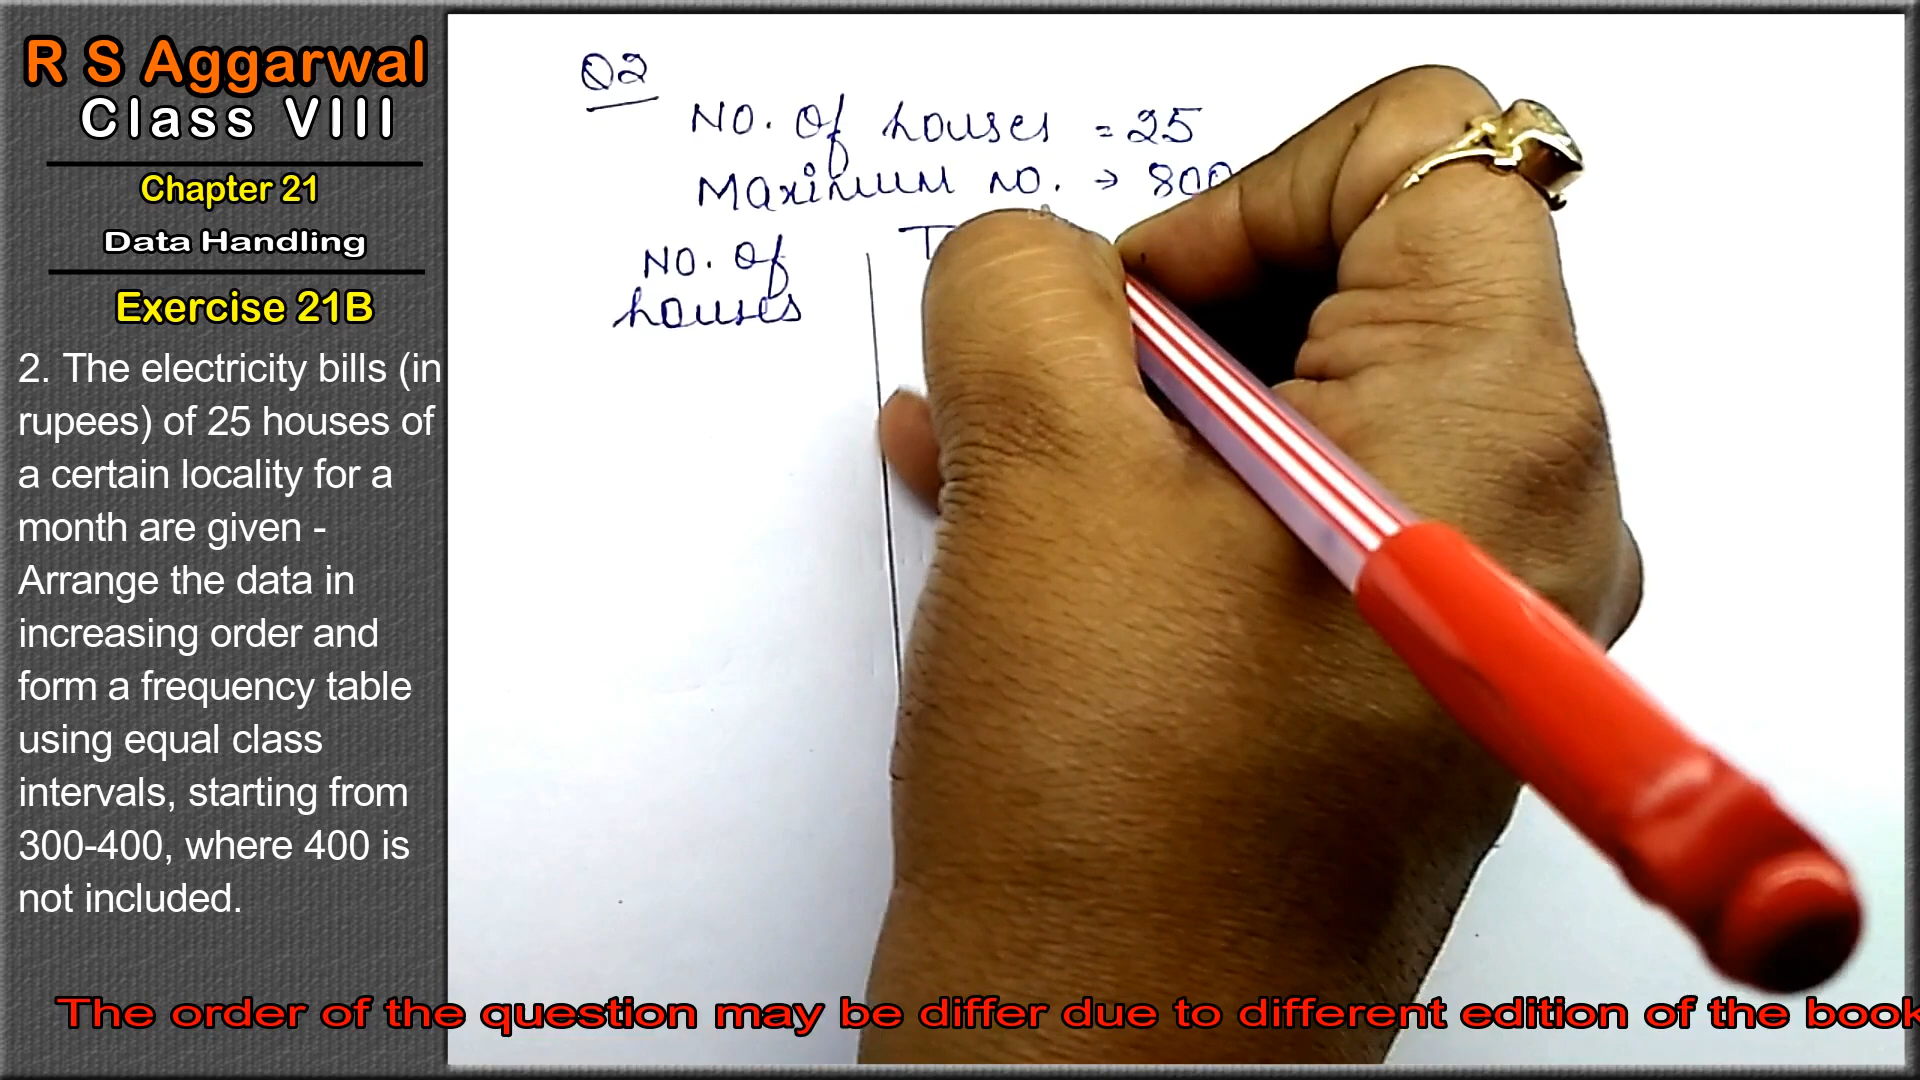 R S Aggarwal
Class VIII
Chapter 21
Data Handling
Exercise 21B
2. The electricity bills (in
rupees) of 25 houses of
a certain locality for a
month are given -
Arrange the data in
increasing order and
form a frequency table
using equal class
intervals, starting from
300-400, where 400 is
not included.
Q2
No. of houses = 25
Maximum no. → 800
No. of
houses
The order of the question may be differ due to different edition of the book